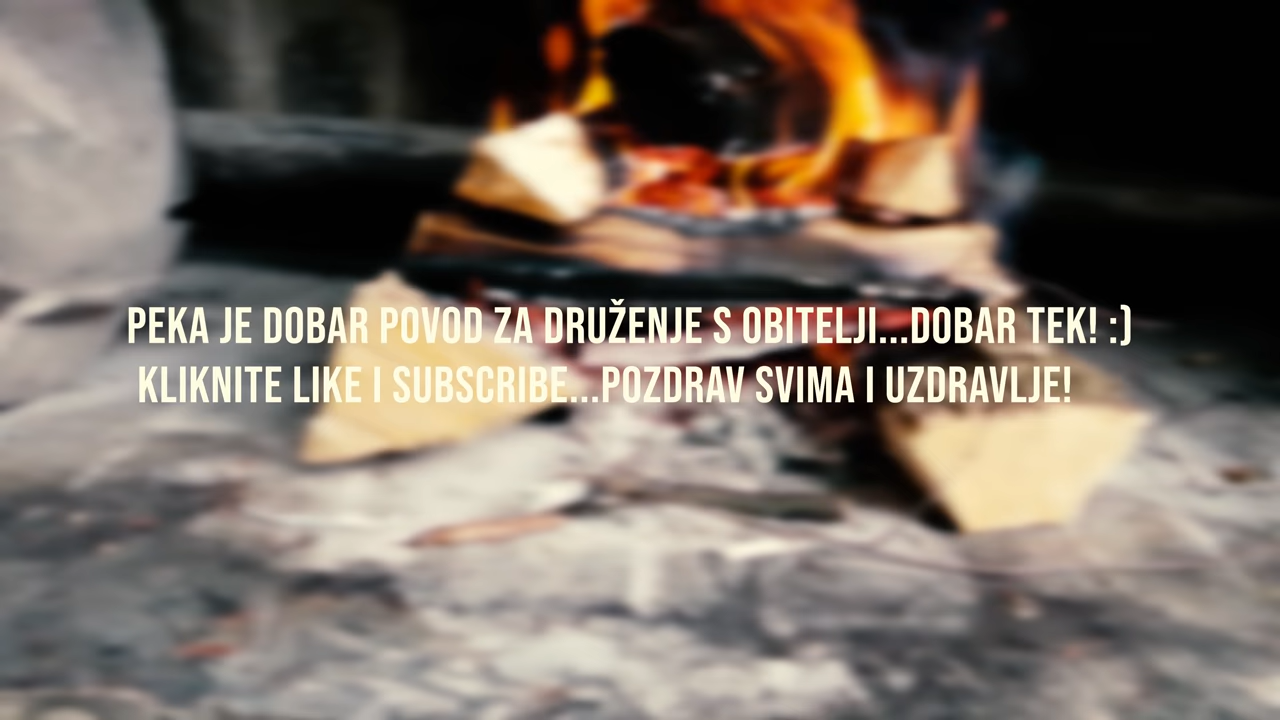 PEKA JE DOBAR POVOD ZA DRUŽENJE S OBITELJI...DOBAR TEK! :)
KLIKNITE LIKE I SUBSCRIBE...POZDRAV SVIMA I UZDRAVLJE!